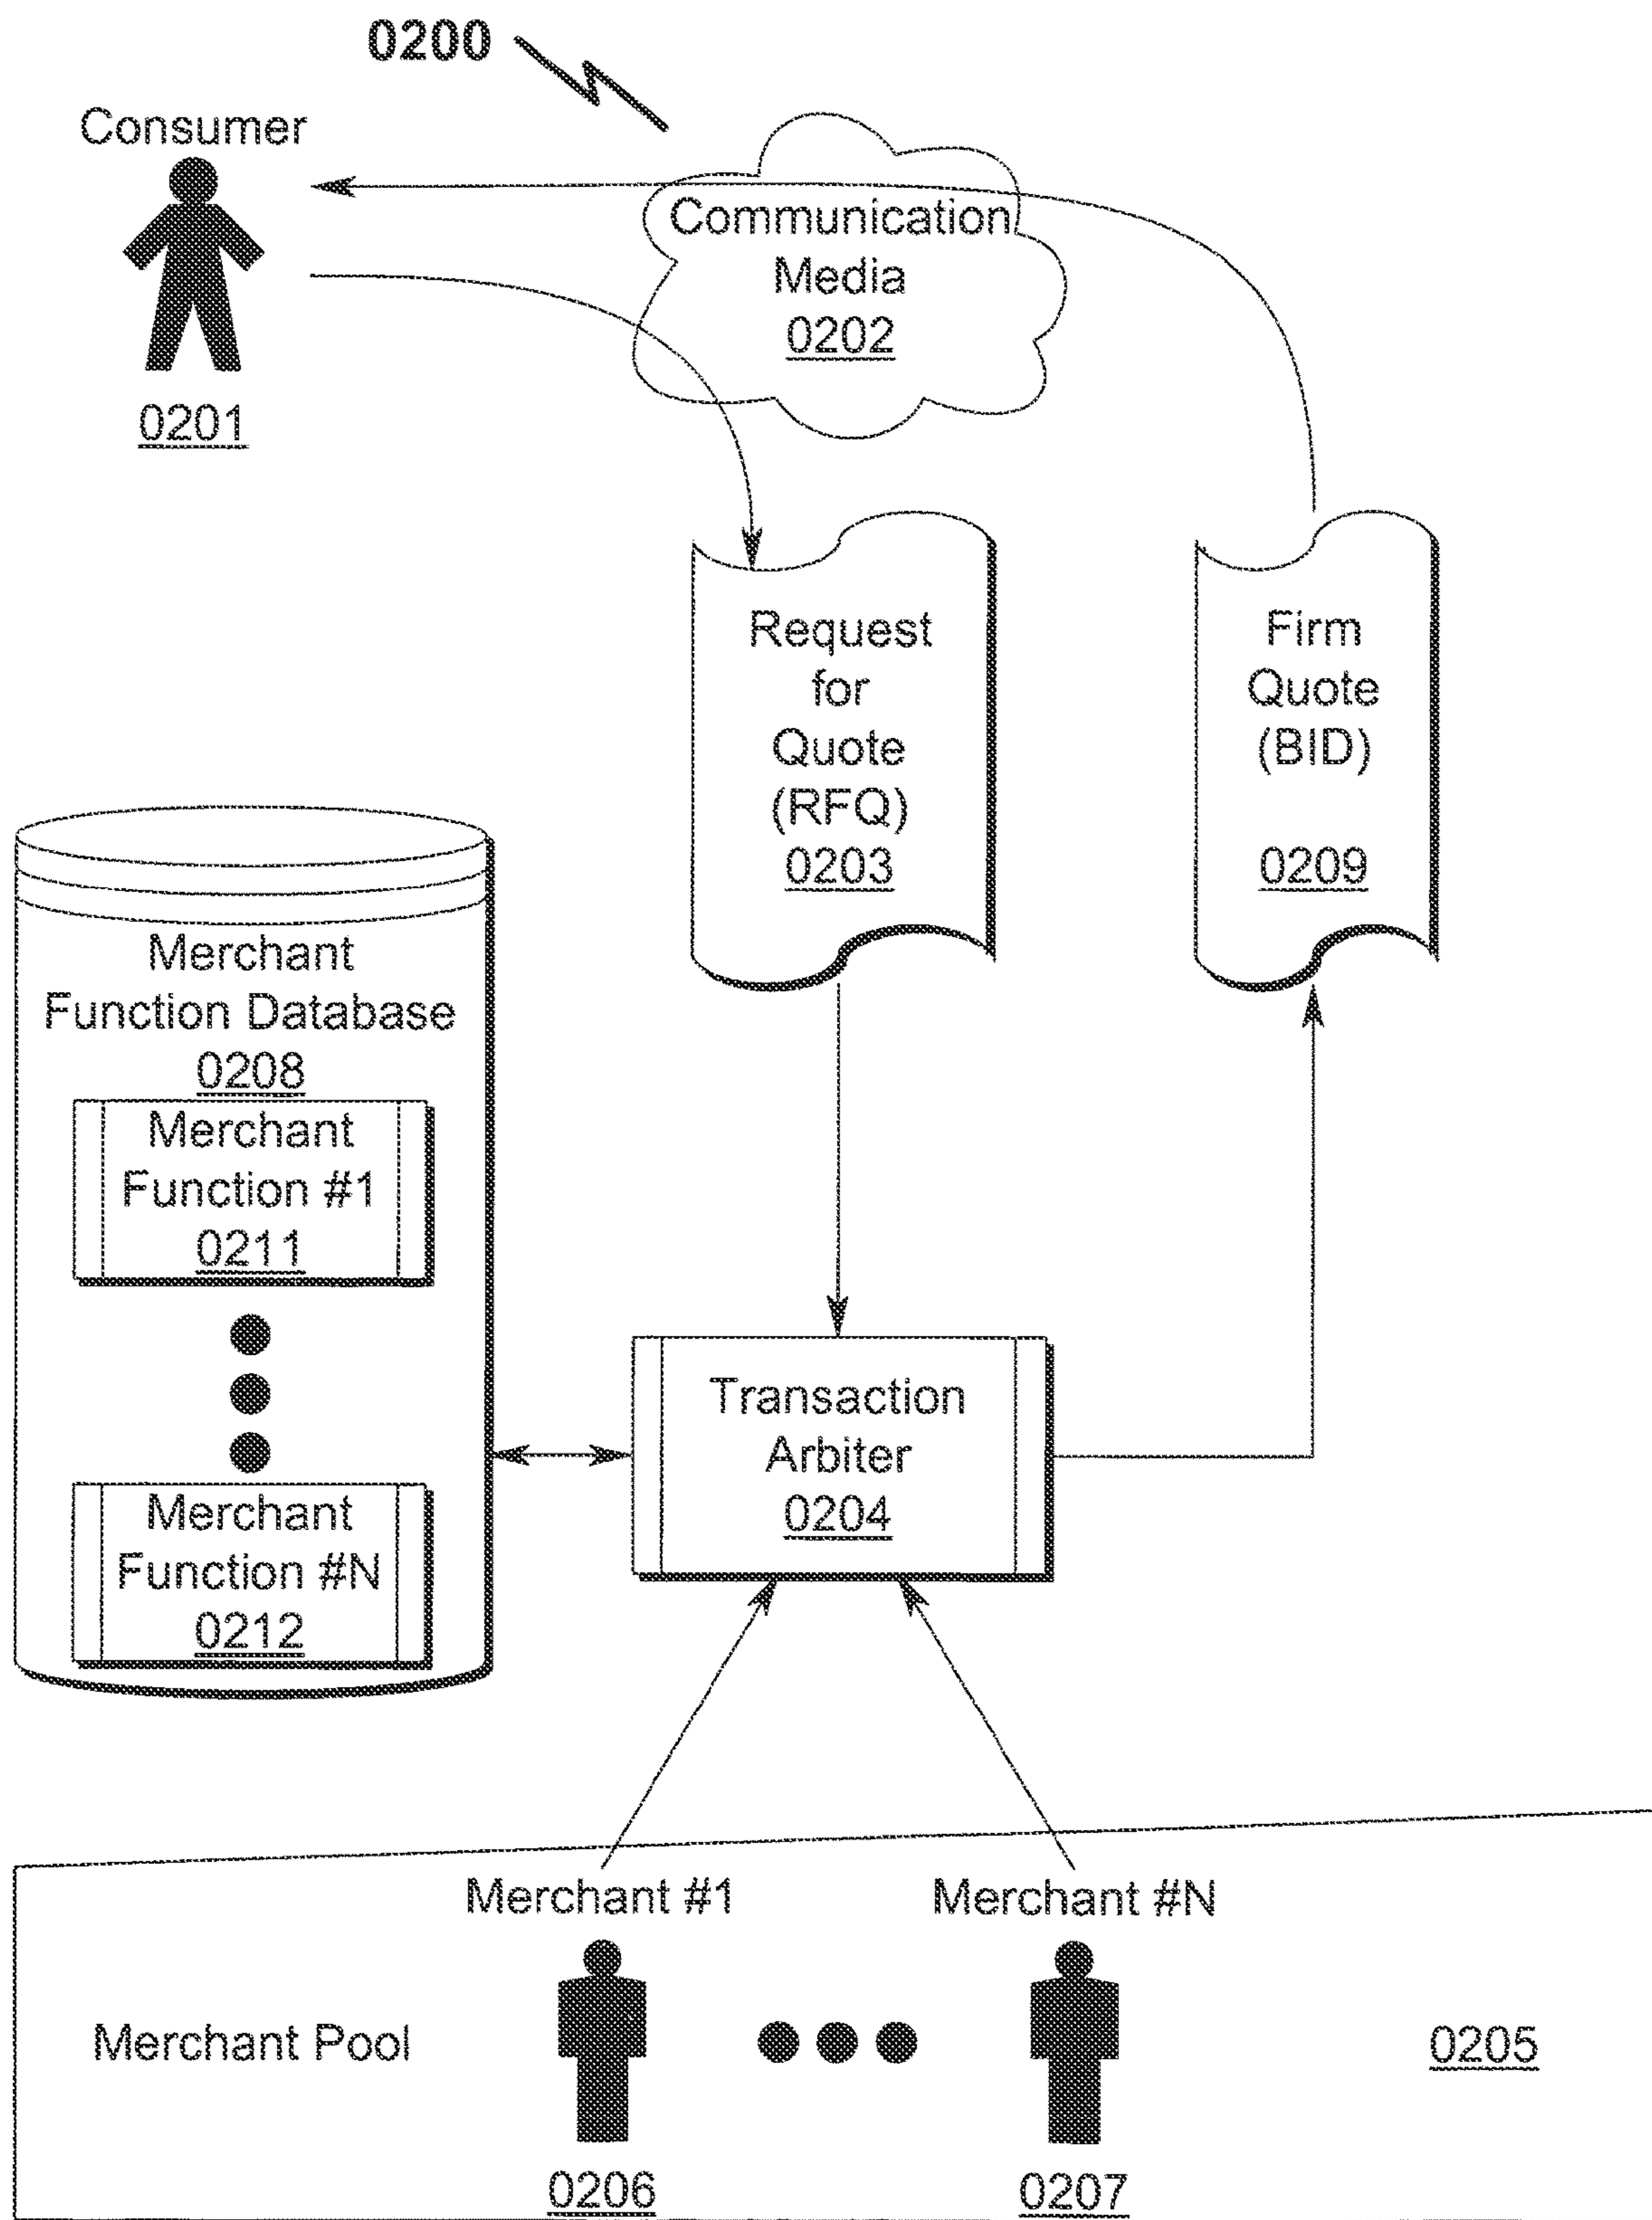 0200
Consumer
0201
Communication
Media
0202
Request
for
Quote
(RFQ)
0203
Firm
Quote
(BID)
0209
Merchant
Function Database
0208
Merchant
Function #1
0211
Merchant
Function #N
0212
Transaction
Arbiter
0204
Merchant #1
Merchant #N
Merchant Pool
0205
0206
0207